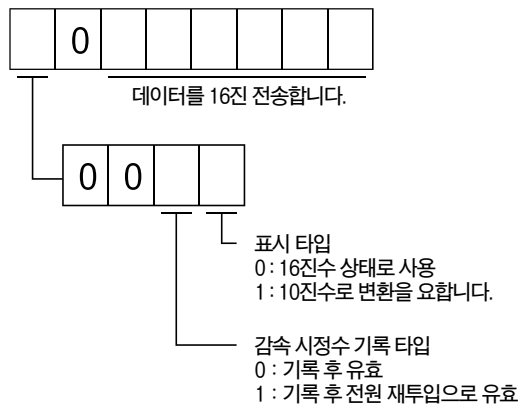 0
데이터를 16진 전송합니다.
0 0
표시 타입
0 : 16진수 상태로 사용
1 : 10진수로 변환을 요합니다.
감속 시정수 기록 타입
0 : 기록 후 유효
1 : 기록 후 전원 재투입으로 유효